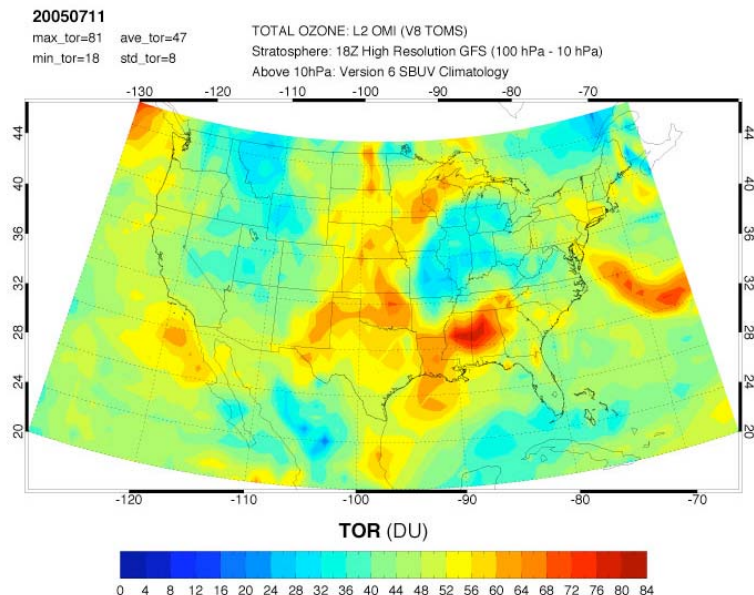 20050711
max_tor=81 ave_tor=47
min_tor=18 std_tor=8
TOTAL OZONE: L2 OMI (V8 TOMS)
Stratosphere: 18Z High Resolution GFS (100 hPa - 10 hPa)
Above 10hPa: Version 6 SBUV Climatology
-130 -120 -110 -100 -90 -80 -70
44 44
40 40
36 36
32 32
28 28
24 24
20 20
-120 -110 -100 -90 -80 -70
TOR (DU)
0 4 8 12 16 20 24 28 32 36 40 44 48 52 56 60 64 68 72 76 80 84